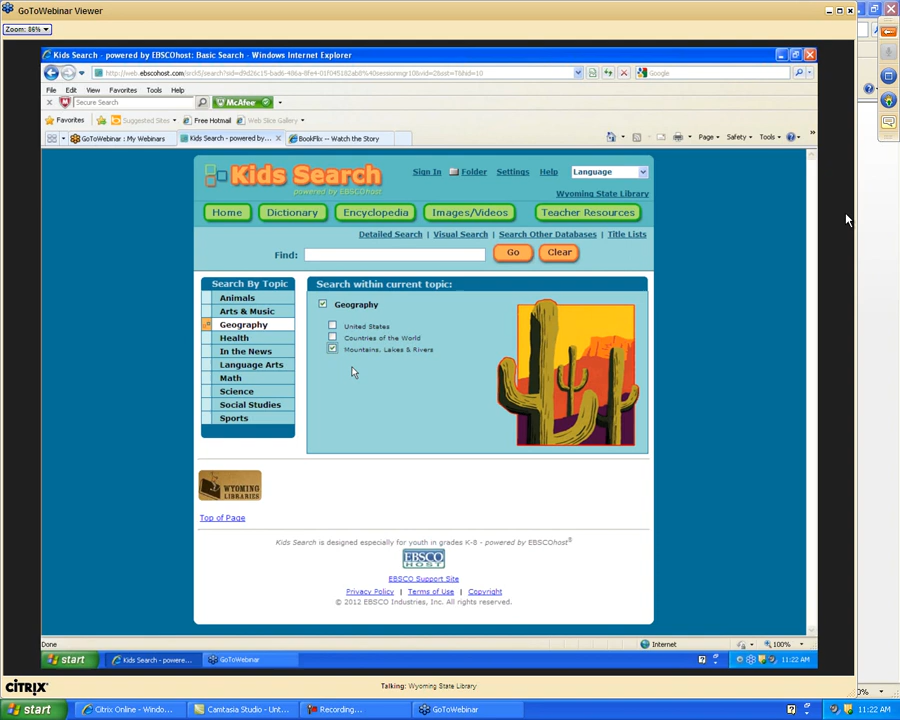 GoToWebinar Viewer
Zoom: 86%
Kids Search - powered by EBSCOhost: Basic Search - Windows Internet Explorer
Google
File Edit View Favorites Tools Help
Secure Search McAfee
Favorites Suggested Sites Free Hotmail Web Slice Gallery
GoToWebinar : My Webinars Kids Search - powered by... BookFlix -- Watch the Story
Page Safety Tools
Kids Search
powered by EBSCOhost
Sign In Folder Settings Help Language
Wyoming State Library
Home Dictionary Encyclopedia Images/Videos Teacher Resources
Detailed Search | Visual Search | Search Other Databases | Title Lists
Find: Go Clear
Search By Topic
Animals
Arts & Music
Geography
Health
In the News
Language Arts
Math
Science
Social Studies
Sports
Search within current topic:
Geography
United States
Countries of the World
Mountains, Lakes & Rivers
WYOMING
LIBRARIES
Top of Page
Kids Search is designed especially for youth in grades K-8 - powered by EBSCOhost®
EBSCO
HOST
EBSCO Support Site
Privacy Policy | Terms of Use | Copyright
© 2012 EBSCO Industries, Inc. All rights reserved.
Done Internet 100%
start Kids Search - powere... GoToWebinar 11:22 AM
CITRIX
Talking: Wyoming State Library
0%
start Citrix Online - Windo... Camtasia Studio - Unt... Recording... GoToWebinar 11:22 AM